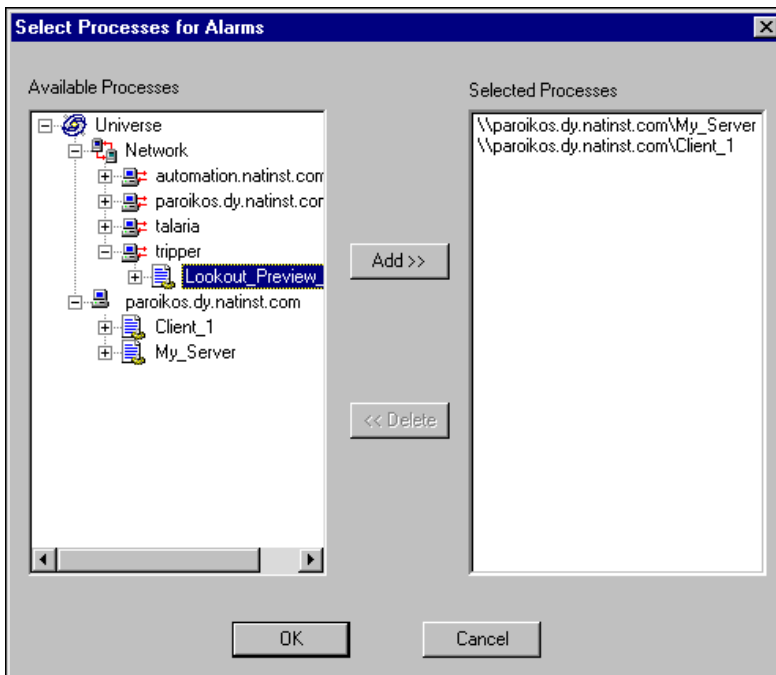 Select Processes for Alarms
Available Processes
Selected Processes
Universe
Network
automation.natinst.com
paroikos.dy.natinst.cor
talaria
tripper
Lookout_Preview_
paroikos.dy.natinst.com
Client_1
My_Server
\\paroikos.dy.natinst.com\My_Server
\\paroikos.dy.natinst.com\Client_1
Add >>
<< Delete
OK
Cancel